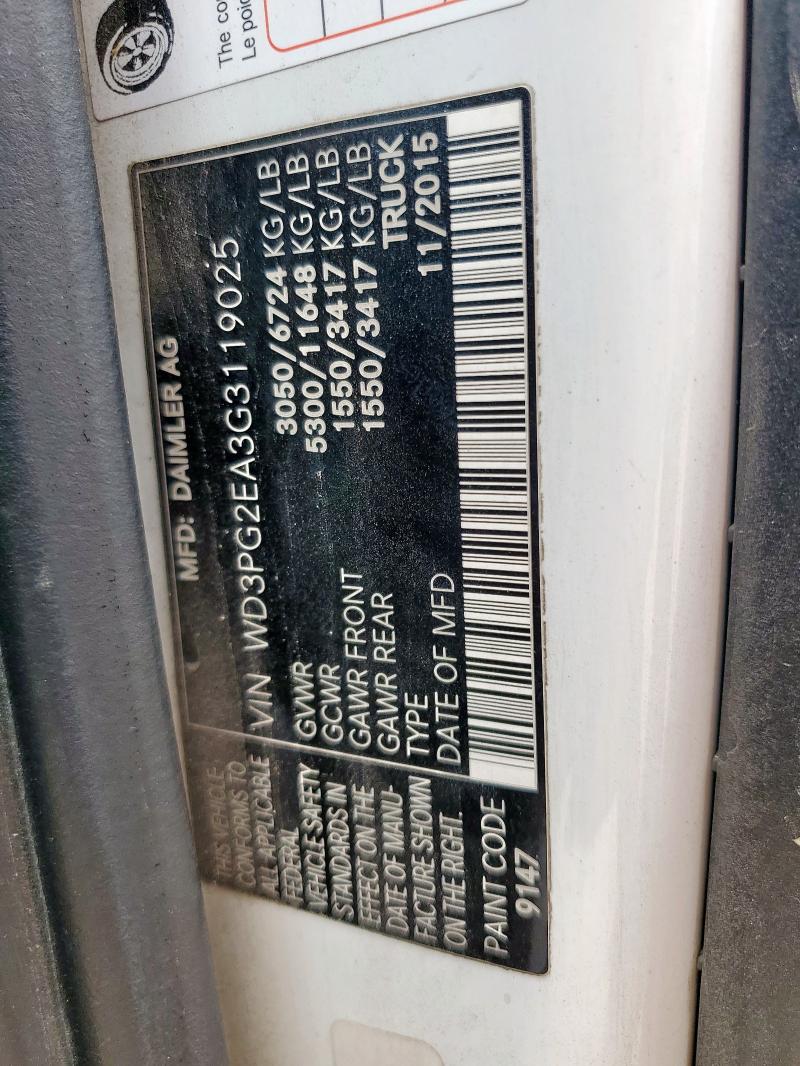 The co
Le poid
MFD: DAIMLER AG
VIN WD3PG2EA3G3119025
GVWR 3050/6724 KG/LB
GCWR 5300/11648 KG/LB
GAWR FRONT 1550/3417 KG/LB
GAWR REAR 1550/3417 KG/LB
TYPE TRUCK
DATE OF MFD 11/2015
THIS VEHICLE
CONFORMS TO
ALL APPLICABLE
FEDERAL
VEHICLE SAFETY
STANDARDS IN
EFFECT ON THE
DATE OF MANU-
FACTURE SHOWN
ON THE RIGHT.
PAINT CODE
9147